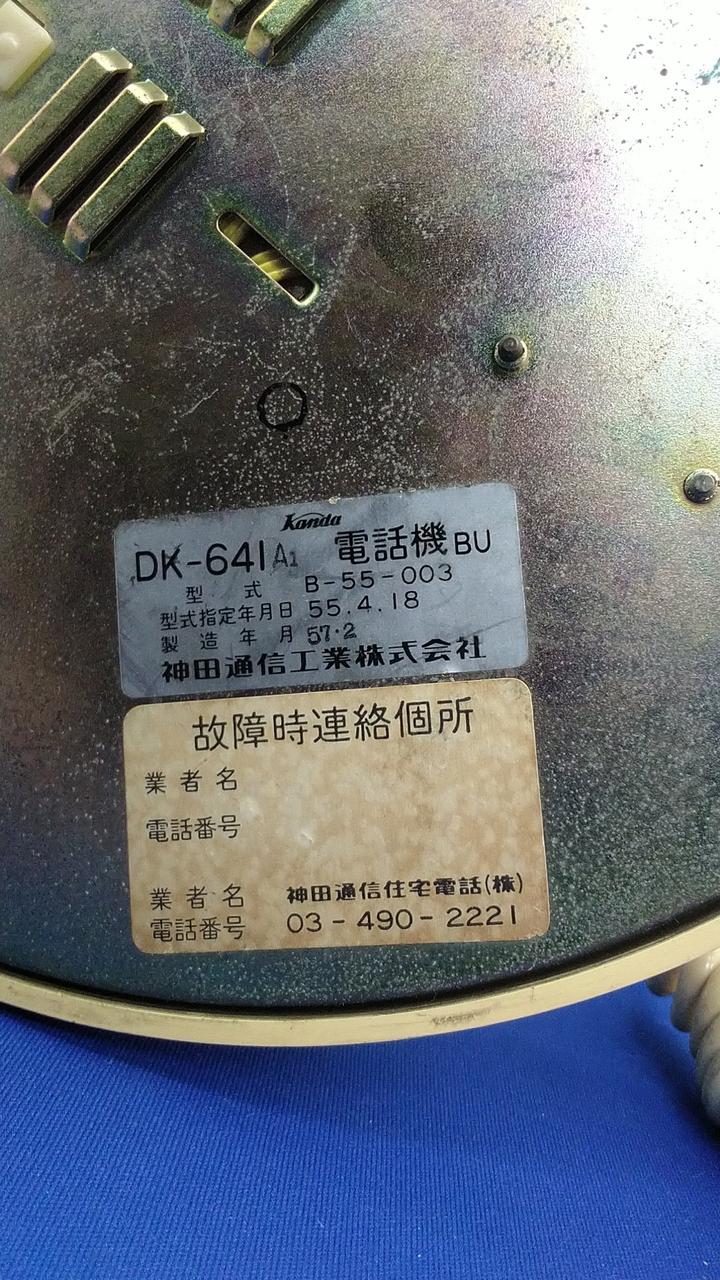 Kanda
DK-641A1 電話機BU
型式 B-55-003
型式指定年月日 55.4.18
製造年月 57.2
神田通信工業株式会社
故障時連絡個所
業者名
電話番号
業者名 神田通信住宅電話(株)
電話番号 03-490-2221